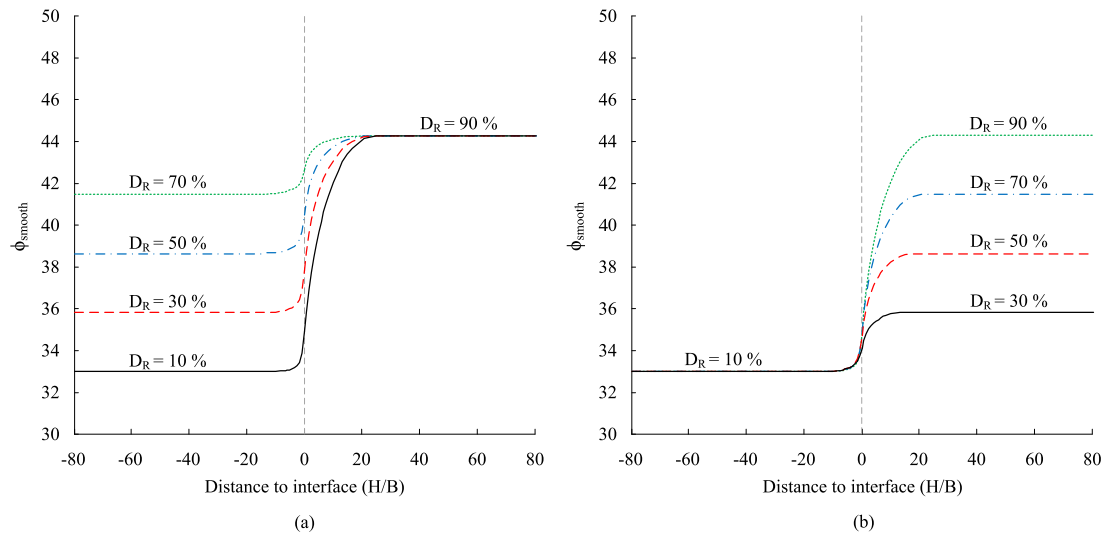 50
48
46
44
42
40
38
36
34
32
30
ϕsmooth
DR = 90 %
DR = 70 %
DR = 50 %
DR = 30 %
DR = 10 %
-80 -60 -40 -20 0 20 40 60 80
Distance to interface (H/B)
(a)
50
48
46
44
42
40
38
36
34
32
30
ϕsmooth
DR = 90 %
DR = 70 %
DR = 50 %
DR = 30 %
DR = 10 %
-80 -60 -40 -20 0 20 40 60 80
Distance to interface (H/B)
(b)